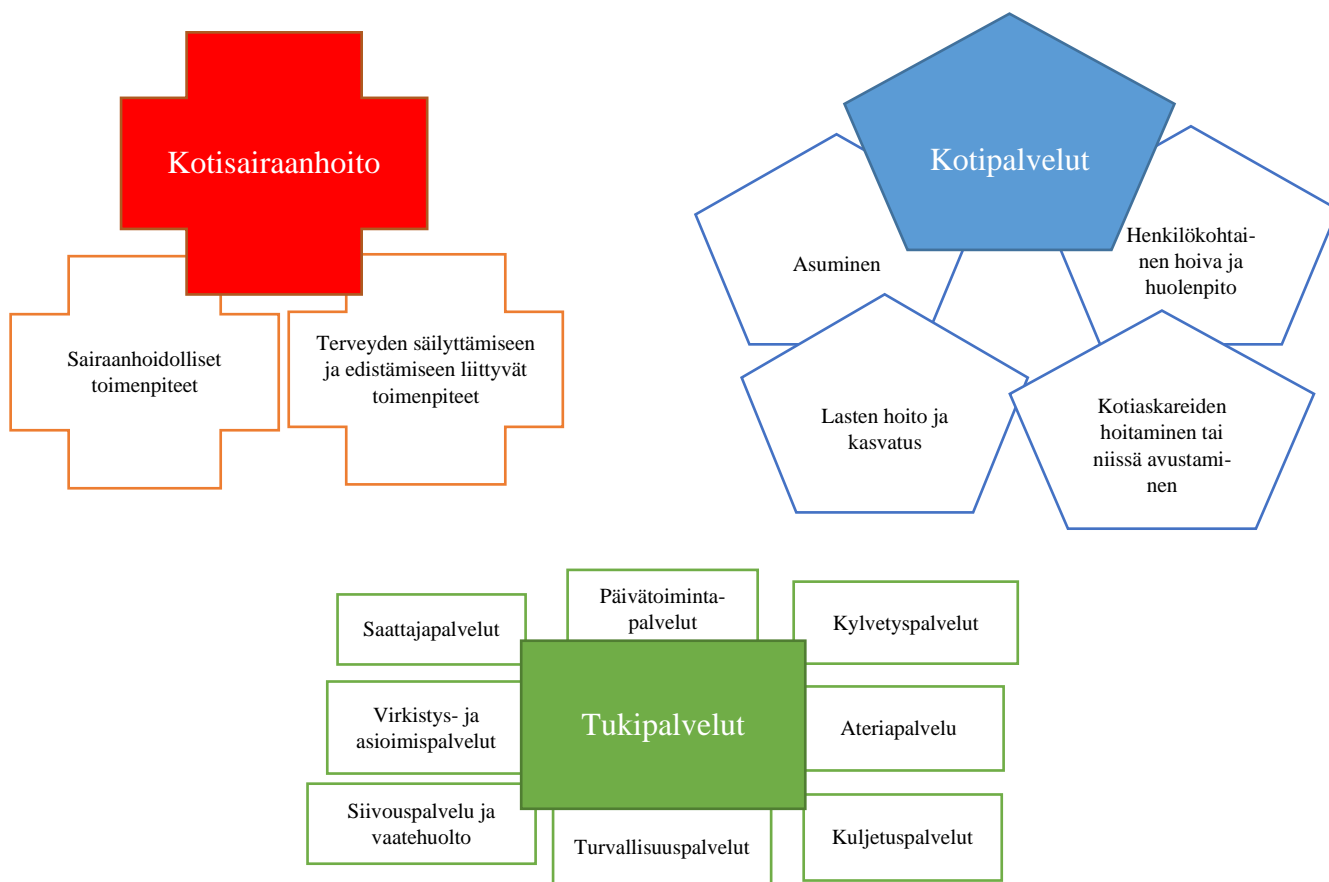 Kotisairaanhoito
Sairaanhoidolliset
toimenpiteet
Terveyden säilyttämiseen
ja edistämiseen liittyvät
toimenpiteet
Kotipalvelut
Asuminen
Henkilökohtai-
nen hoiva ja
huolenpito
Lasten hoito ja
kasvatus
Kotiaskareiden
hoitaminen tai
niissä avustami-
nen
Saattajapalvelut
Päivätoiminta-
palvelut
Kylvetyspalvelut
Virkistys- ja
asioimispalvelut
Tukipalvelut
Ateriapalvelu
Siivouspalvelu ja
vaatehuolto
Turvallisuuspalvelut
Kuljetuspalvelut